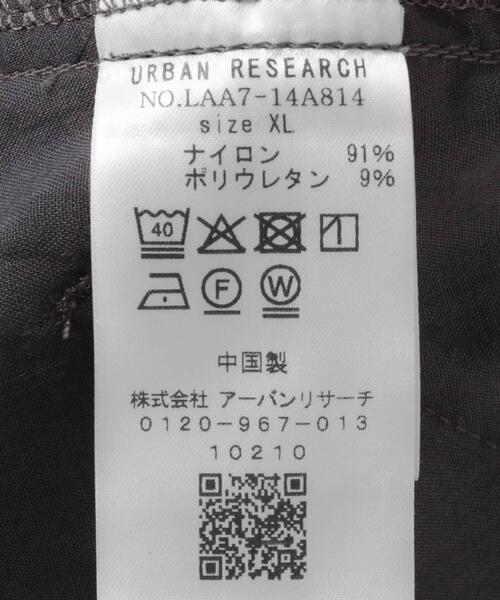 URBAN RESEARCH
NO.LAA7-14A814
size XL
ナイロン 91%
ポリウレタン 9%
40
F W
中国製
株式会社 アーバンリサーチ
0120-967-013
10210